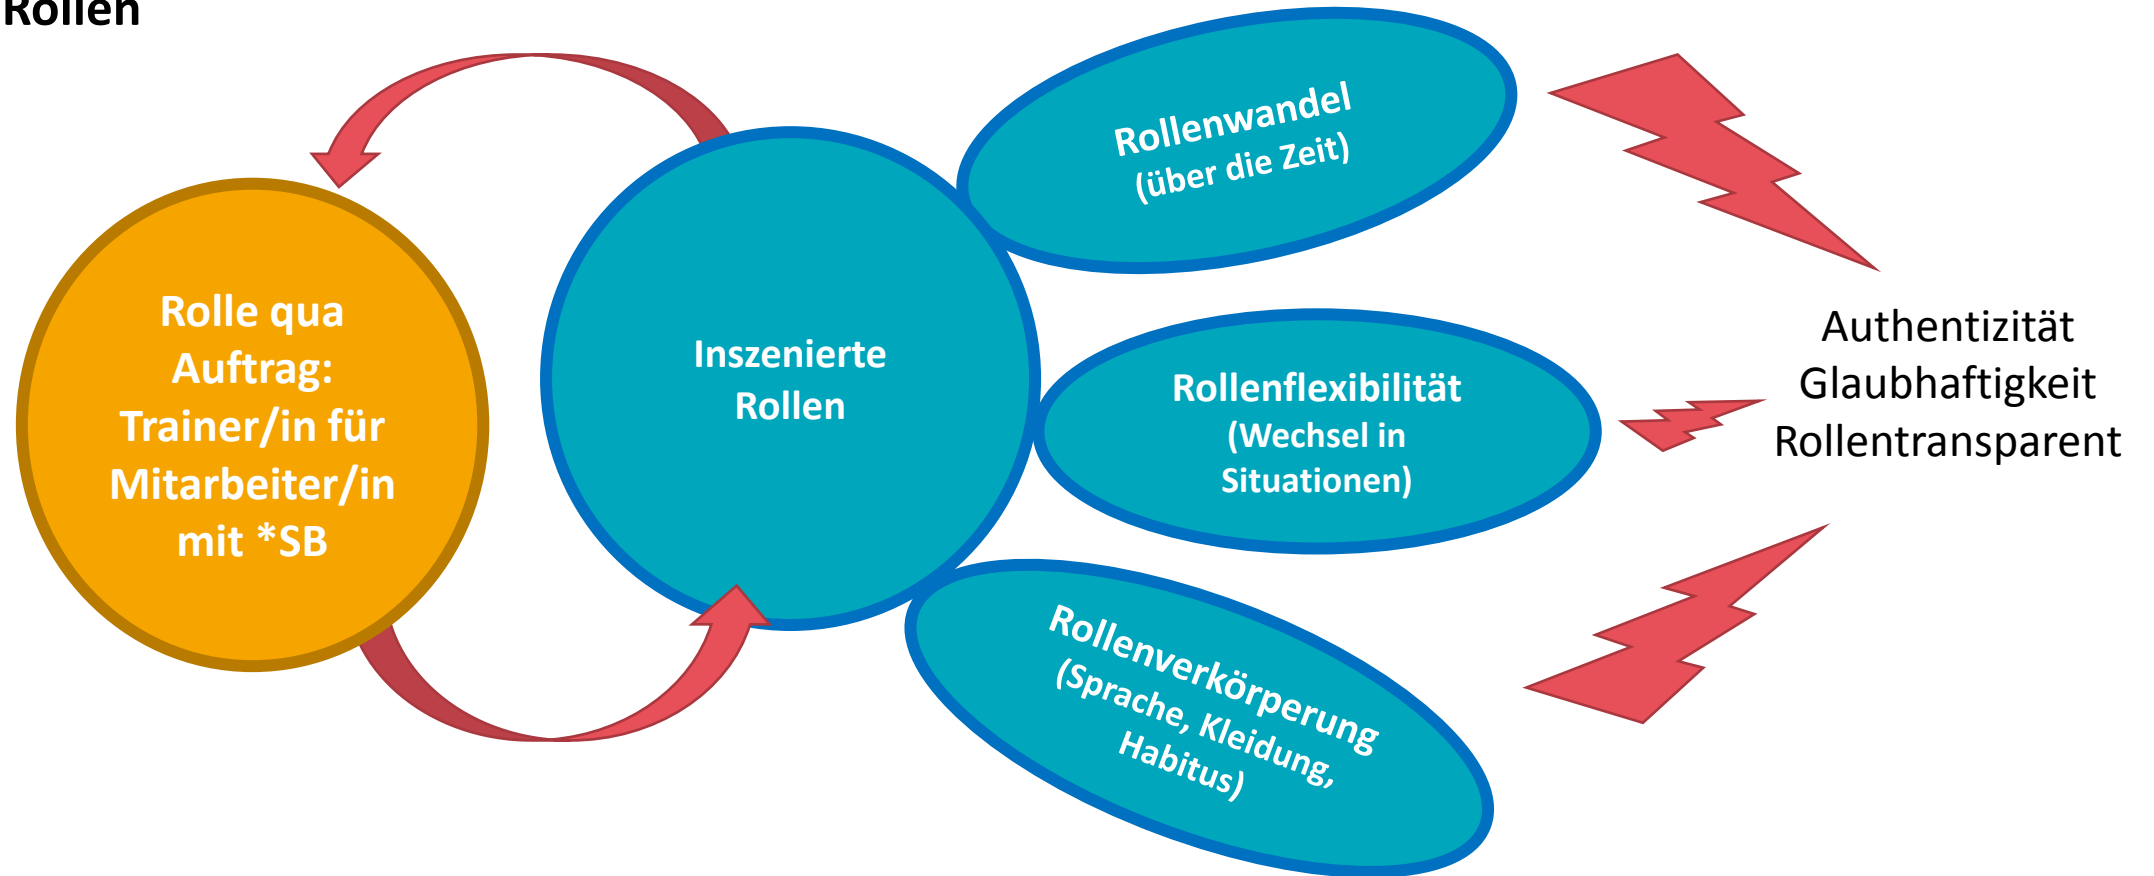 Rollen
Rolle qua
Auftrag:
Trainer/in für
Mitarbeiter/in
mit *SB
Inszenierte
Rollen
Rollenwandel
(über die Zeit)
Rollenflexibilität
(Wechsel in
Situationen)
Rollenverkörperung
(Sprache, Kleidung,
Habitus)
Authentizität
Glaubhaftigkeit
Rollentransparent